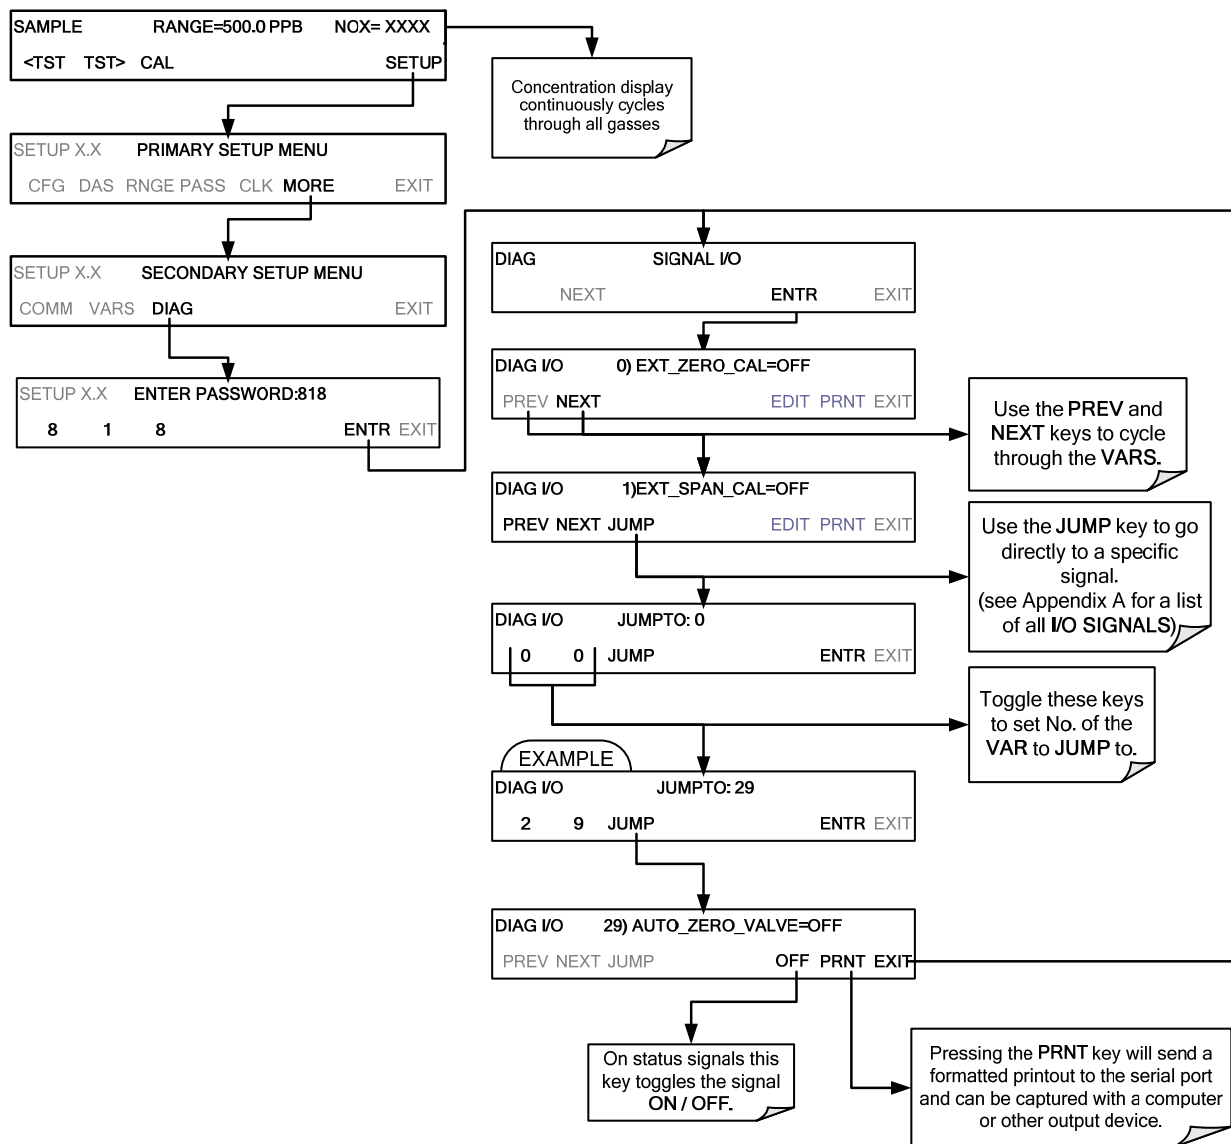 SAMPLE RANGE=500.0 PPB NOX= XXXX
<TST TST> CAL SETUP
Concentration display
continuously cycles
through all gasses
SETUP X.X PRIMARY SETUP MENU
CFG DAS RNGE PASS CLK MORE EXIT
SETUP X.X SECONDARY SETUP MENU
COMM VARS DIAG EXIT
SETUP X.X ENTER PASSWORD:818
8 1 8 ENTR EXIT
DIAG SIGNAL I/O
NEXT ENTR EXIT
DIAG I/O 0) EXT_ZERO_CAL=OFF
PREV NEXT EDIT PRNT EXIT
Use the PREV and
NEXT keys to cycle
through the VARS.
DIAG I/O 1)EXT_SPAN_CAL=OFF
PREV NEXT JUMP EDIT PRNT EXIT
Use the JUMP key to go
directly to a specific
signal.
(see Appendix A for a list
of all I/O SIGNALS)
DIAG I/O JUMPTO: 0
0 0 JUMP ENTR EXIT
Toggle these keys
to set No. of the
VAR to JUMP to.
EXAMPLE
DIAG I/O JUMPTO: 29
2 9 JUMP ENTR EXIT
DIAG I/O 29) AUTO_ZERO_VALVE=OFF
PREV NEXT JUMP OFF PRNT EXIT
On status signals this
key toggles the signal
ON / OFF.
Pressing the PRNT key will send a
formatted printout to the serial port
and can be captured with a computer
or other output device.